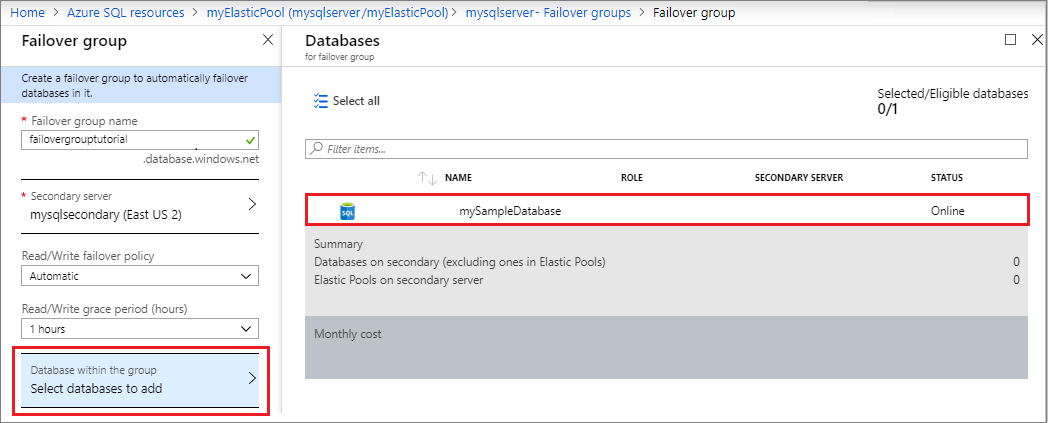 Home > Azure SQL resources > myElasticPool (mysqlserver/myElasticPool) > mysqlserver - Failover groups > Failover group
Failover group
Create a failover group to automatically failover
databases in it.
* Failover group name
failovergrouptutorial
.database.windows.net
* Secondary server
mysqlsecondary (East US 2)
Read/Write failover policy
Automatic
Read/Write grace period (hours)
1 hours
Database within the group
Select databases to add
Databases
for failover group
Select all
Selected/Eligible databases
0/1
Filter items...
NAME ROLE SECONDARY SERVER STATUS
SQL mySampleDatabase Online
Summary
Databases on secondary (excluding ones in Elastic Pools) 0
Elastic Pools on secondary server 0
Monthly cost